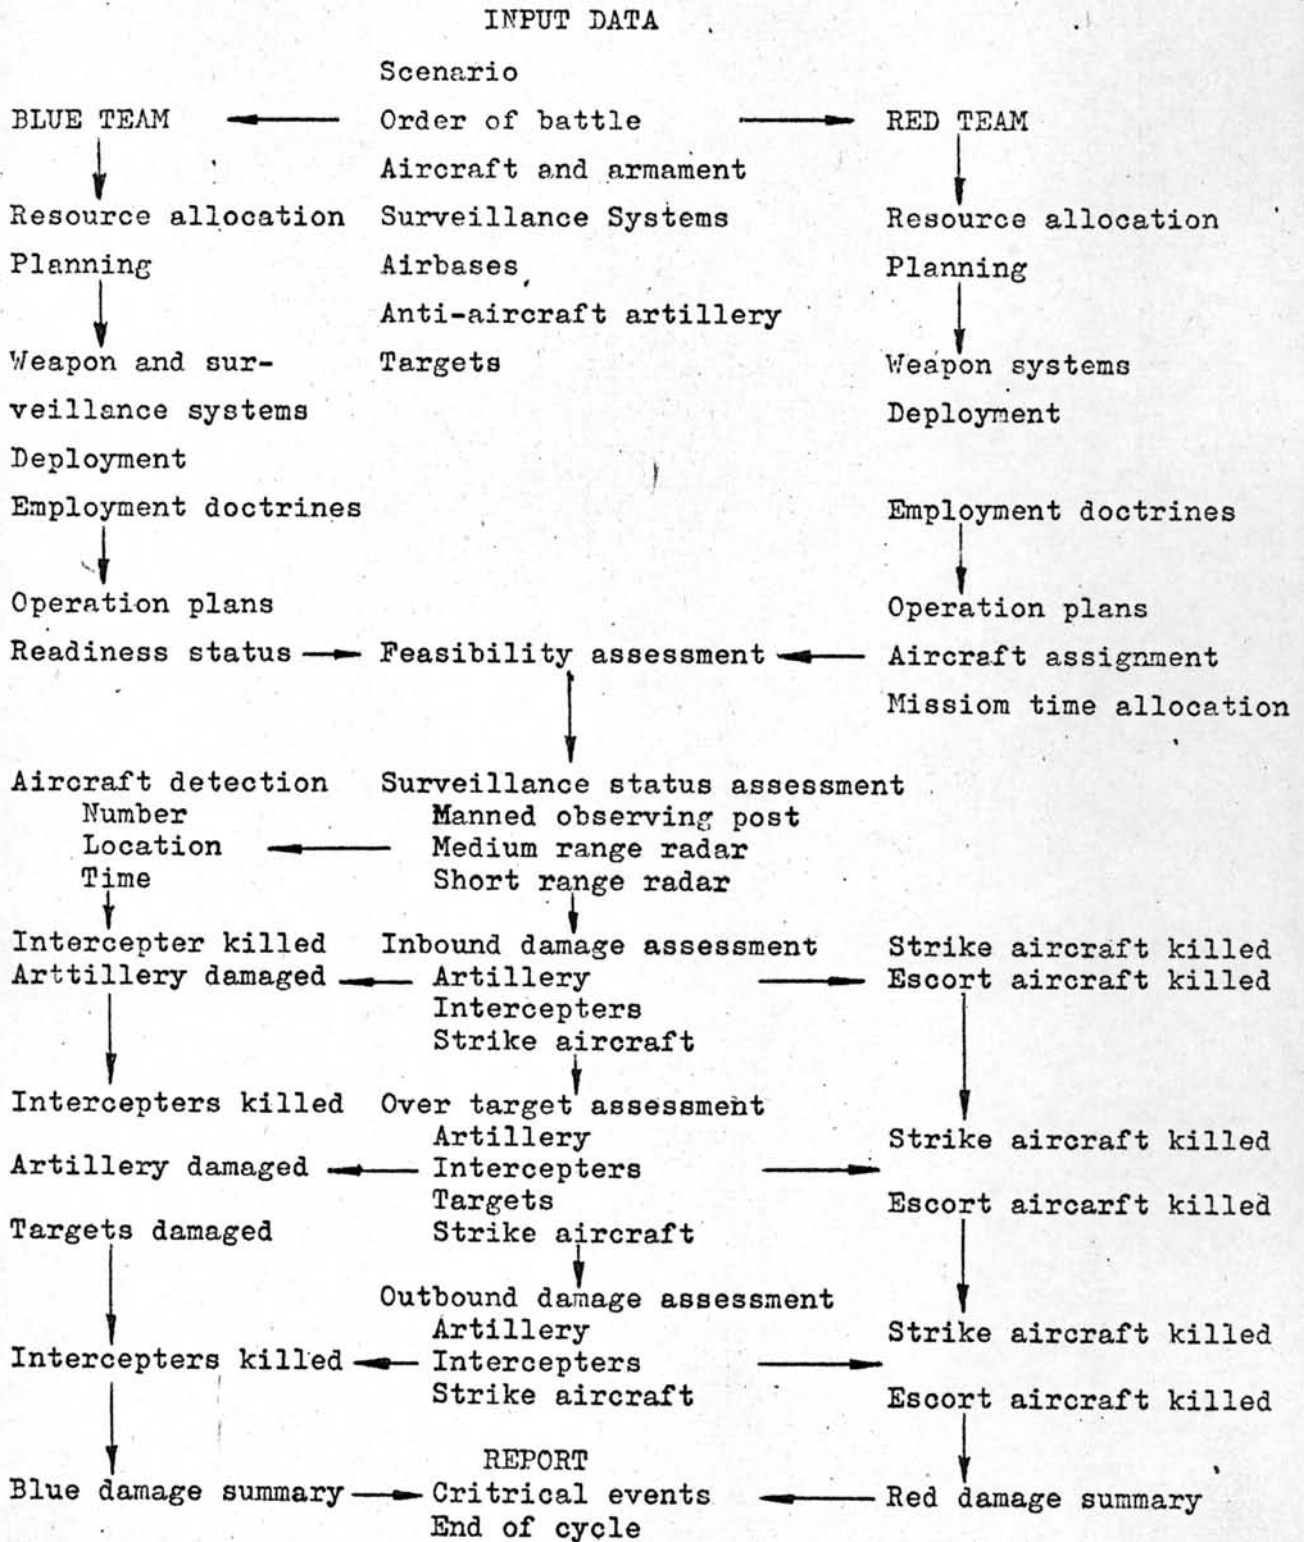 INPUT DATA
Scenario
BLUE TEAM Order of battle RED TEAM
Aircraft and armament
Resource allocation Surveillance Systems Resource allocation
Planning Airbases Planning
Anti-aircraft artillery
Weapon and sur- Targets Weapon systems
veillance systems Deployment
Deployment
Employment doctrines Employment doctrines
Operation plans Operation plans
Readiness status Feasibility assessment Aircraft assignment
Missiom time allocation
Aircraft detection Surveillance status assessment
Number Manned observing post
Location Medium range radar
Time Short range radar
Intercepter killed Inbound damage assessment Strike aircraft killed
Arttillery damaged Artillery Escort aircraft killed
Intercepters
Strike aircraft
Intercepters killed Over target assessment
Artillery Strike aircraft killed
Artillery damaged Intercepters
Targets Escort aircarft killed
Targets damaged Strike aircraft
Outbound damage assessment
Artillery Strike aircraft killed
Intercepters killed Intercepters
Strike aircraft Escort aircraft killed
REPORT
Blue damage summary Critrical events Red damage summary
End of cycle